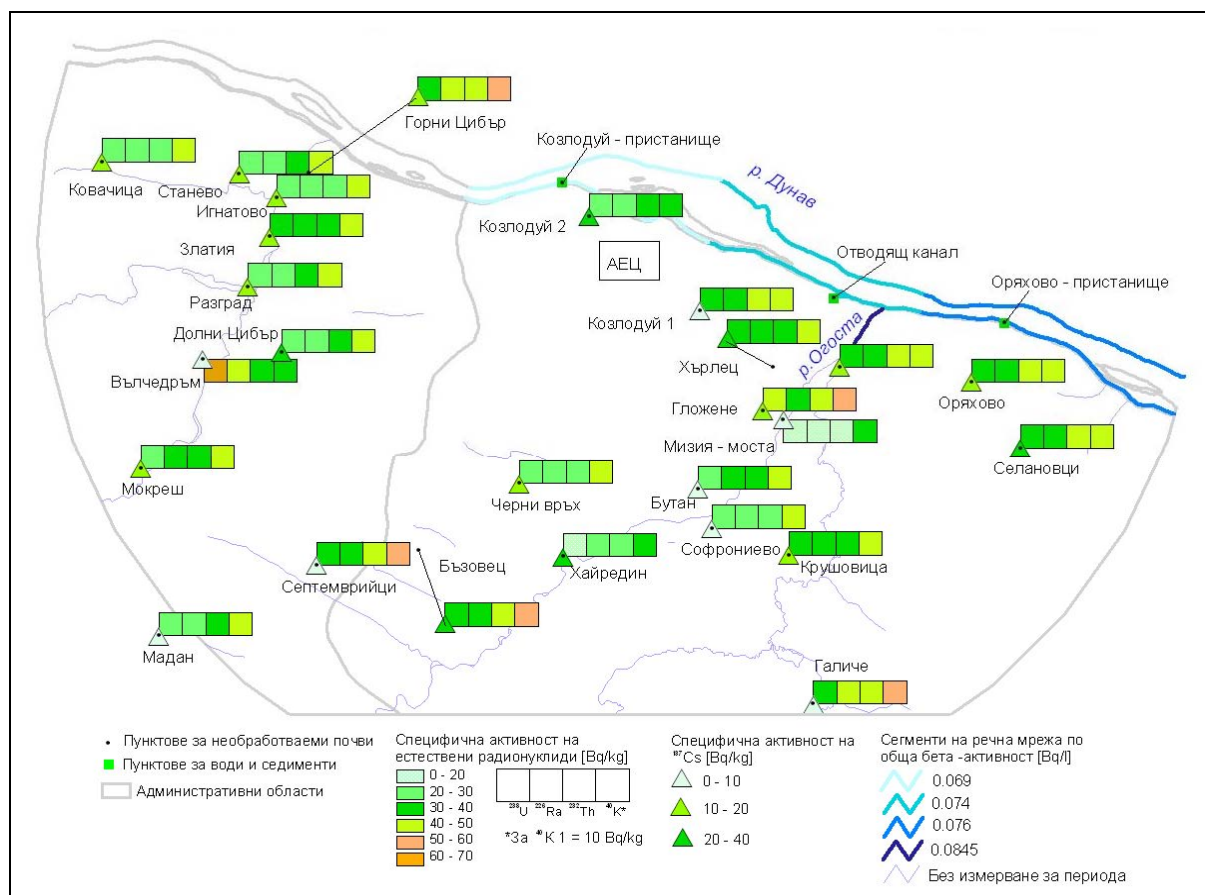 Горни Цибър
Козлодуй - пристанище
Ковачица
Станево
Игнатово
р. Дунав
Козлодуй 2
Златия
АЕЦ
Отводящ канал
Разград
Оряхово - пристанище
Козлодуй 1
Долни Цибър
р.Огоста
Хърлец
Вълчедръм
Гложене
Оряхово
Мизия - моста
Селановци
Мокреш
Черни връх
Бутан
Софрониево
Бъзовец
Хайредин
Крушовица
Септемврийци
Мадан
Галиче
Пунктове за необработваеми почви
Пунктове за води и седименти
Административни области
Специфична активност на
естествени радионуклиди [Bq/kg]
0 - 20
20 - 30
30 - 40
40 - 50
50 - 60
60 - 70
²³⁸U ²²⁶Ra ²³²Th ⁴⁰K*
*За ⁴⁰K 1 = 10 Bq/kg
Специфична активност на
¹³⁷Cs [Bq/kg]
0 - 10
10 - 20
20 - 40
Сегменти на речна мрежа по
обща бета -активност [Bq/l]
0.069
0.074
0.076
0.0845
Без измерване за периода